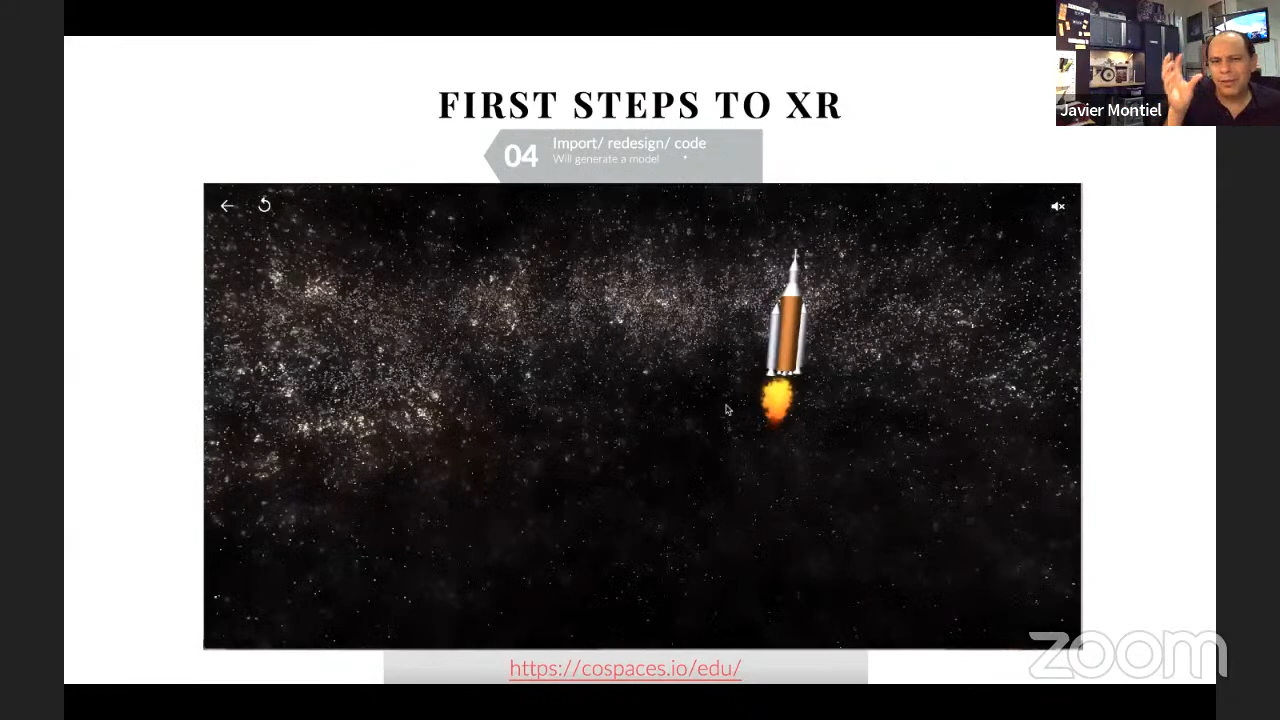 FIRST STEPS TO XR
Javier Montiel
04
Import/ redesign/ code
Will generate a model
https://cospaces.io/edu/
zoom